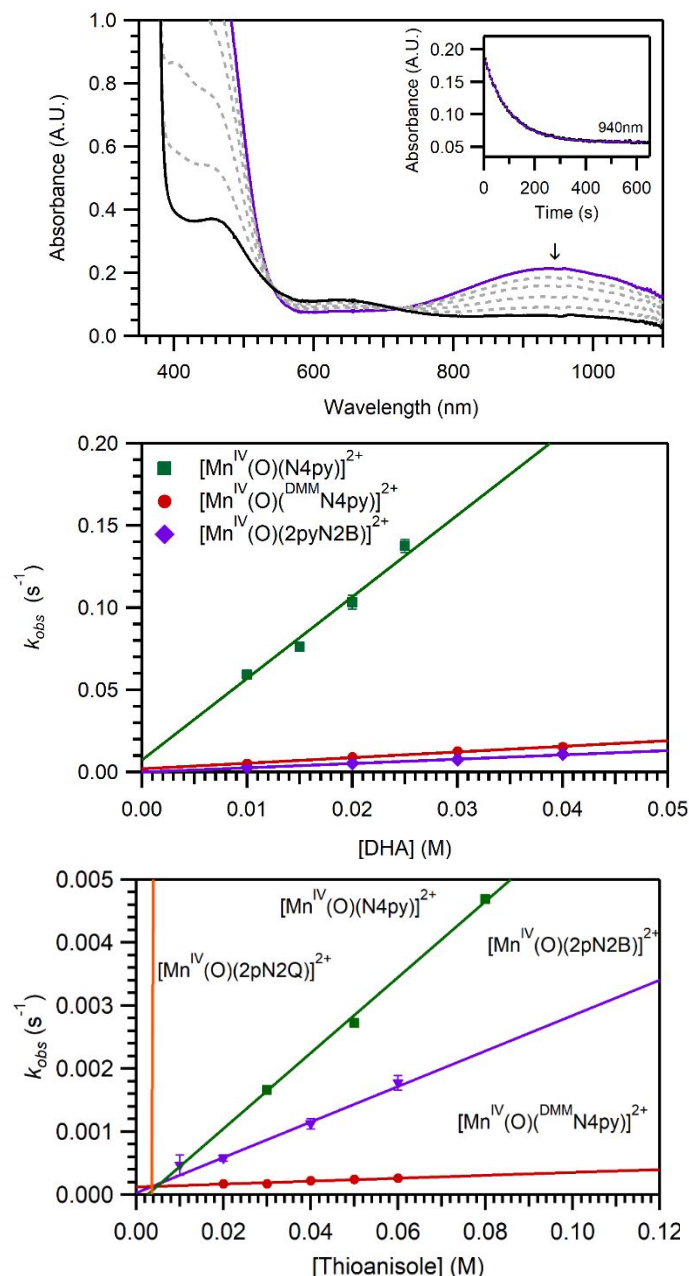 1.0
0.8
0.6
0.4
0.2
0.0
Absorbance (A.U.)
400
600
800
1000
Wavelength (nm)
↓
0.20
0.15
0.10
0.05
Absorbance (A.U.)
940nm
0
200
400
600
Time (s)
0.20
0.15
0.10
0.05
0.00
k_obs (s⁻¹)
[Mn^IV(O)(N4py)]²⁺
[Mn^IV(O)(^DMMN4py)]²⁺
[Mn^IV(O)(2pyN2B)]²⁺
0.00
0.01
0.02
0.03
0.04
0.05
[DHA] (M)
0.005
0.004
0.003
0.002
0.001
0.000
k_obs (s⁻¹)
[Mn^IV(O)(N4py)]²⁺
[Mn^IV(O)(2pN2B)]²⁺
[Mn^IV(O)(2pN2Q)]²⁺
[Mn^IV(O)(^DMMN4py)]²⁺
0.00
0.02
0.04
0.06
0.08
0.10
0.12
[Thioanisole] (M)